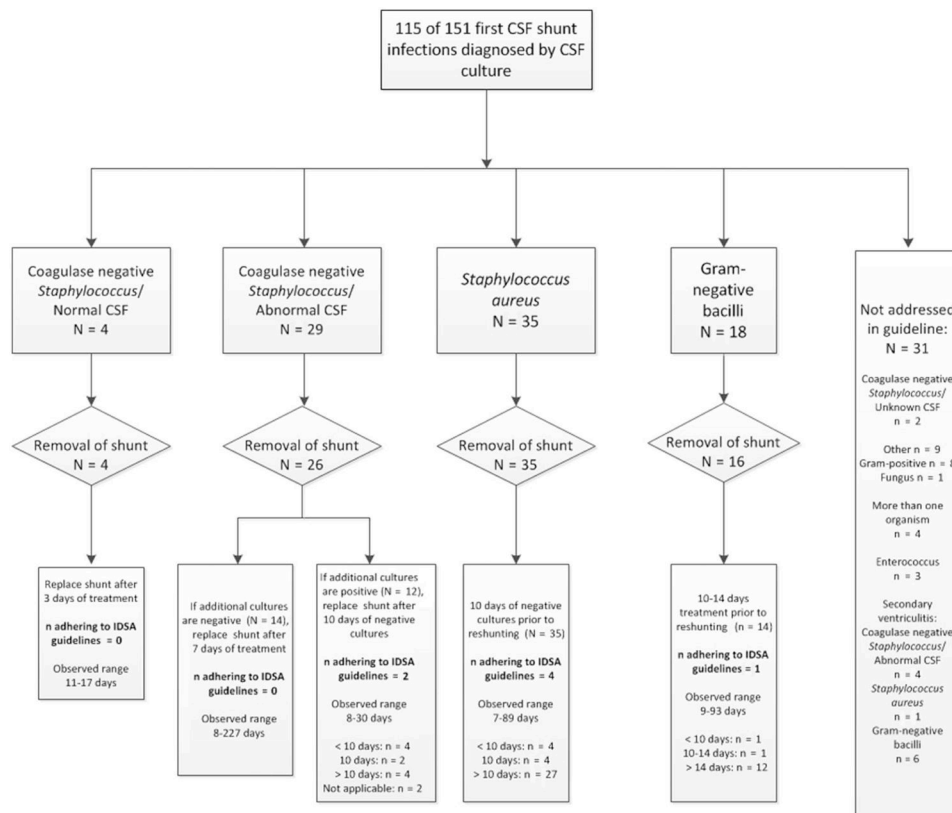 115 of 151 first CSF shunt
infections diagnosed by CSF
culture
Coagulase negative
Staphylococcus/
Normal CSF
N = 4
Coagulase negative
Staphylococcus/
Abnormal CSF
N = 29
Staphylococcus
aureus
N = 35
Gram-
negative
bacilli
N = 18
Not addressed
in guideline:
N = 31
Coagulase negative
Staphylococcus/
Unknown CSF
n = 2
Other n = 9
Gram-positive n = 8
Fungus n = 1
More than one
organism
n = 4
Enterococcus
n = 3
Secondary
ventriculitis:
Coagulase negative
Staphylococcus/
Abnormal CSF
n = 4
Staphylococcus
aureus
n = 1
Gram-negative
bacilli
n = 6
Removal of shunt
N = 4
Removal of shunt
N = 26
Removal of shunt
N = 35
Removal of shunt
N = 16
Replace shunt after
3 days of treatment
n adhering to IDSA
guidelines = 0
Observed range
11-17 days
If additional cultures
are negative (N = 14),
replace shunt after
7 days of treatment
n adhering to IDSA
guidelines = 0
Observed range
8-227 days
If additional cultures
are positive (N = 12),
replace shunt after
10 days of negative
cultures
n adhering to IDSA
guidelines = 2
Observed range
8-30 days
< 10 days: n = 4
10 days: n = 2
> 10 days: n = 4
Not applicable: n = 2
10 days of negative
cultures prior to
reshunting (N = 35)
n adhering to IDSA
guidelines = 4
Observed range
7-89 days
< 10 days: n = 4
10 days: n = 4
> 10 days: n = 27
10-14 days
treatment prior to
reshunting (n = 14)
n adhering to IDSA
guidelines = 1
Observed range
9-93 days
< 10 days: n = 1
10-14 days: n = 1
> 14 days: n = 12